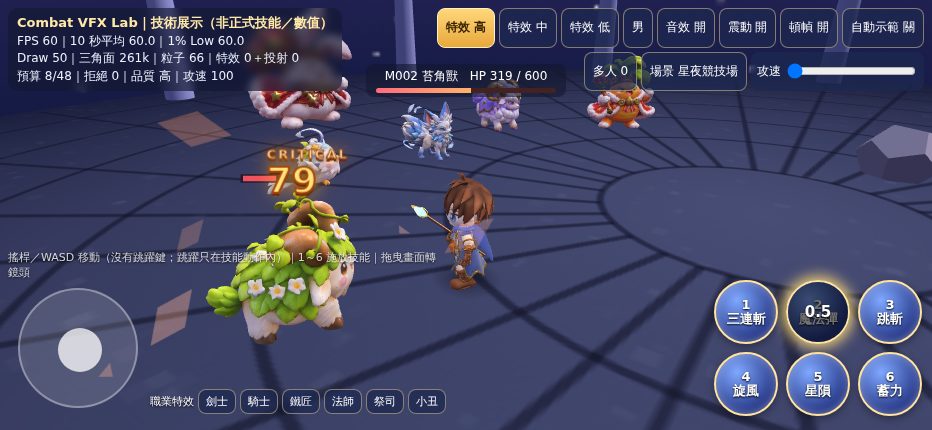 Combat VFX Lab｜技術展示（非正式技能／數值）
FPS 60｜10 秒平均 60.0｜1% Low 60.0
Draw 50｜三角面 261k｜粒子 66｜特效 0＋投射 0
預算 8/48｜拒絕 0｜品質 高｜攻速 100
特效 高
特效 中
特效 低
男
音效 開
震動 開
頓幀 開
自動示範 關
多人 0
場景 星夜競技場
攻速
M002 苔角獸 HP 319 / 600
CRITICAL
79
搖桿／WASD 移動（沒有跳躍鍵；跳躍只在技能動作內）｜1～6 施放技能｜拖曳畫面轉
鏡頭
1
三連斬
2
魔法彈
0.5
3
跳斬
4
旋風
5
星隕
6
蓄力
職業特效
劍士
騎士
鐵匠
法師
祭司
小丑